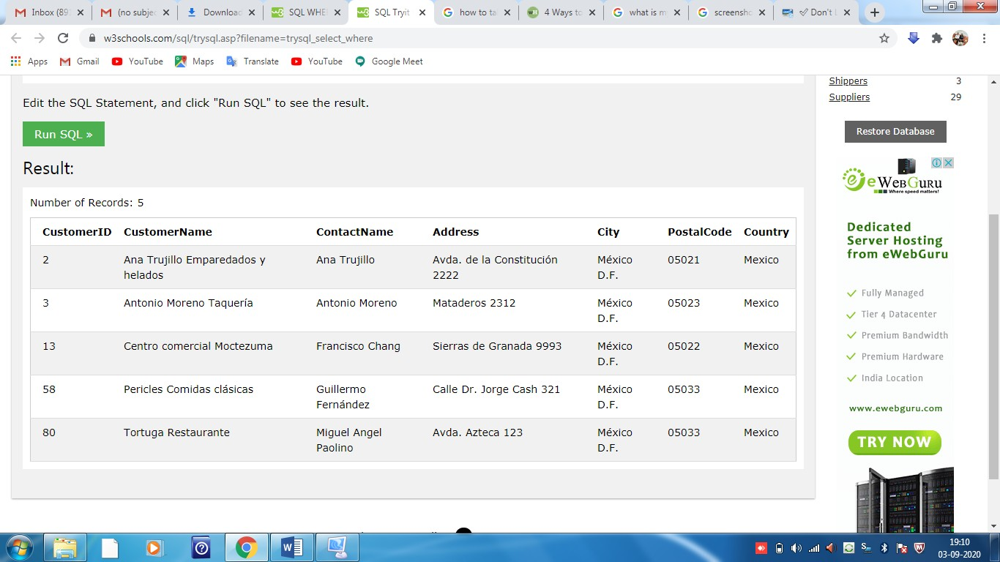 Inbox (89
(no subje
Download
SQL WHE
SQL Tryit
how to ta
4 Ways to
what is m
screensho
Don't
w3schools.com/sql/trysql.asp?filename=trysql_select_where
Apps Gmail YouTube Maps Translate YouTube Google Meet
Shippers 3
Suppliers 29
Edit the SQL Statement, and click "Run SQL" to see the result.
Run SQL »
Restore Database
Result:
Number of Records: 5
CustomerID CustomerName ContactName Address City PostalCode Country
2 Ana Trujillo Emparedados y Ana Trujillo Avda. de la Constitución México 05021 Mexico
helados 2222 D.F.
3 Antonio Moreno Taquería Antonio Moreno Mataderos 2312 México 05023 Mexico
D.F.
13 Centro comercial Moctezuma Francisco Chang Sierras de Granada 9993 México 05022 Mexico
D.F.
58 Pericles Comidas clásicas Guillermo Calle Dr. Jorge Cash 321 México 05033 Mexico
Fernández D.F.
80 Tortuga Restaurante Miguel Angel Avda. Azteca 123 México 05033 Mexico
Paolino D.F.
eWebGuru
Where speed matters!
Dedicated
Server Hosting
from eWebGuru
Fully Managed
Tier 4 Datacenter
Premium Bandwidth
Premium Hardware
India Location
www.ewebguru.com
TRY NOW
19:10
03-09-2020